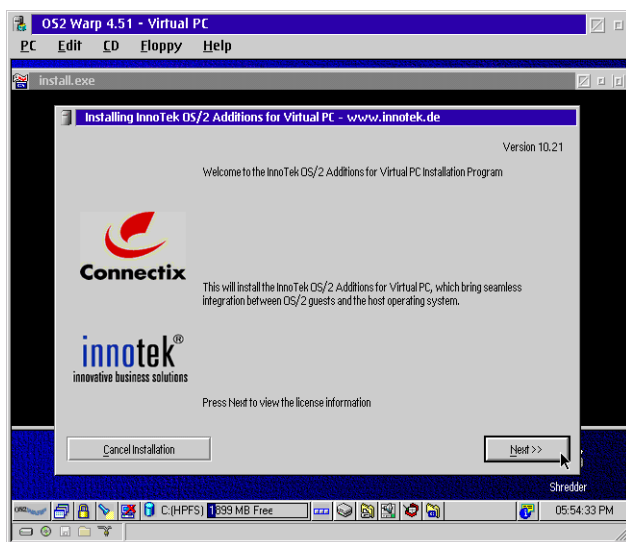 OS2 Warp 4.51 - Virtual PC
PC Edit CD Floppy Help
install.exe
Installing InnoTek OS/2 Additions for Virtual PC - www.innotek.de
Version 10.21
Welcome to the InnoTek OS/2 Additions for Virtual PC Installation Program
Connectix
This will install the InnoTek OS/2 Additions for Virtual PC, which bring seamless
integration between OS/2 guests and the host operating system.
innotek®
innovative business solutions
Press Next to view the license information
Cancel Installation
Next >>
Shredder
C:(HPFS) 1899 MB Free
05:54:33 PM